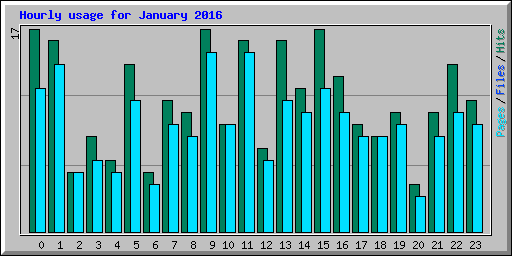 Hourly usage for January 2016
17
Pages/Files/Hits
0 1 2 3 4 5 6 7 8 9 10 11 12 13 14 15 16 17 18 19 20 21 22 23